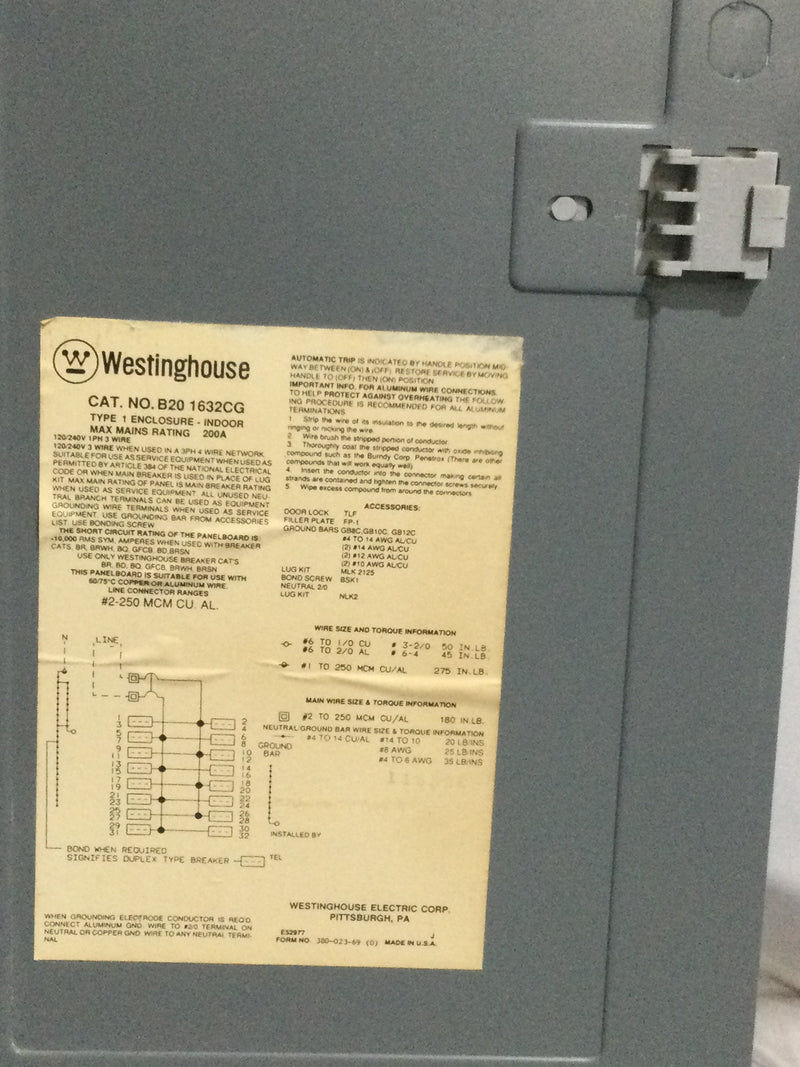 Westinghouse
CAT. NO. B20 1632CG
TYPE 1 ENCLOSURE - INDOOR
MAX MAINS RATING 200A
120/240V 1PH 3 WIRE
120/240V 3 WIRE WHEN USED IN A 3PH 4 WIRE NETWORK
SUITABLE FOR USE AS SERVICE EQUIPMENT WHEN USED AS
PERMITTED BY ARTICLE 384 OF THE NATIONAL ELECTRICAL
CODE OR WHEN MAIN BREAKER IS USED IN PLACE OF LUG
KIT. MAX MAIN RATING OF PANEL IS MAIN BREAKER RATING
WHEN USED AS SERVICE EQUIPMENT. ALL UNUSED NEU-
TRAL BRANCH TERMINALS CAN BE USED AS EQUIPMENT
GROUNDING WIRE TERMINALS WHEN USED AS SERVICE
EQUIPMENT. USE GROUNDING BAR FROM ACCESSORIES
LIST USE BONDING SCREW
THE SHORT CIRCUIT RATING OF THE PANELBOARD IS
-10,000 RMS SYM. AMPERES WHEN USED WITH BREAKER
CATS. BR, BRWH, BQ, GFCB, BD, BRSN
USE ONLY WESTINGHOUSE BREAKER CAT'S
BR, BD, BQ, GFCB, BRWH, BRSN
THIS PANELBOARD IS SUITABLE FOR USE WITH
60/75°C COPPER OR ALUMINUM WIRE.
LINE CONNECTOR RANGES
#2-250 MCM CU. AL.
AUTOMATIC TRIP IS INDICATED BY HANDLE POSITION MID-
WAY BETWEEN (ON) & (OFF). RESTORE SERVICE BY MOVING
HANDLE TO (OFF) THEN (ON) POSITION.
IMPORTANT INFO. FOR ALUMINUM WIRE CONNECTIONS.
TO HELP PROTECT AGAINST OVERHEATING THE FOLLOW-
ING PROCEDURE IS RECOMMENDED FOR ALL ALUMINUM
TERMINATIONS
1 Strip the wire of its insulation to the desired length without
ringing or nicking the wire.
2. Wire brush the stripped portion of conductor.
3. Thoroughly coat the stripped conductor with oxide inhibiting
compound such as the Burndy Corp. Penetrox (There are other
compounds that will work equally well)
4 Insert the conductor into the connector making certain all
strands are contained and tighten the connector screws securely.
5. Wipe excess compound from around the connectors
ACCESSORIES:
DOOR LOCK TLF
FILLER PLATE FP-1
GROUND BARS GB8C, GB10C, GB12C
#4 TO 14 AWG AL/CU
(2) #14 AWG AL/CU
(2) #12 AWG AL/CU
(2) #10 AWG AL/CU
LUG KIT MLK 2125
BOND SCREW BSK1
NEUTRAL 2/0
LUG KIT NLK2
WIRE SIZE AND TORQUE INFORMATION
#6 TO 1/0 CU # 3-2/0 50 IN.LB.
#6 TO 2/0 AL # 6-4 45 IN.LB.
#1 TO 250 MCM CU/AL 275 IN.LB.
MAIN WIRE SIZE & TORQUE INFORMATION
#2 TO 250 MCM CU/AL 180 IN.LB.
NEUTRAL/GROUND BAR WIRE SIZE & TORQUE INFORMATION
#4 TO 14 CU/AL #14 TO 10 20 LB/INS
#8 AWG 25 LB/INS
#4 TO 6 AWG 35 LB/INS
GROUND
BAR
N LINE
1 2
3 4
5 6
7 8
9 10
11 12
13 14
15 16
17 18
19 20
21 22
23 24
25 26
27 28
29 30
31 32
INSTALLED BY
BOND WHEN REQUIRED
SIGNIFIES DUPLEX TYPE BREAKER
TEL
WHEN GROUNDING ELECTRODE CONDUCTOR IS REQ'D.
CONNECT ALUMINUM GND. WIRE TO #2/0 TERMINAL ON
NEUTRAL OR COPPER GND. WIRE TO ANY NEUTRAL TERMI-
NAL
WESTINGHOUSE ELECTRIC CORP.
PITTSBURGH, PA
E52977 J
FORM NO. 380-023-69 (0) MADE IN U.S.A.